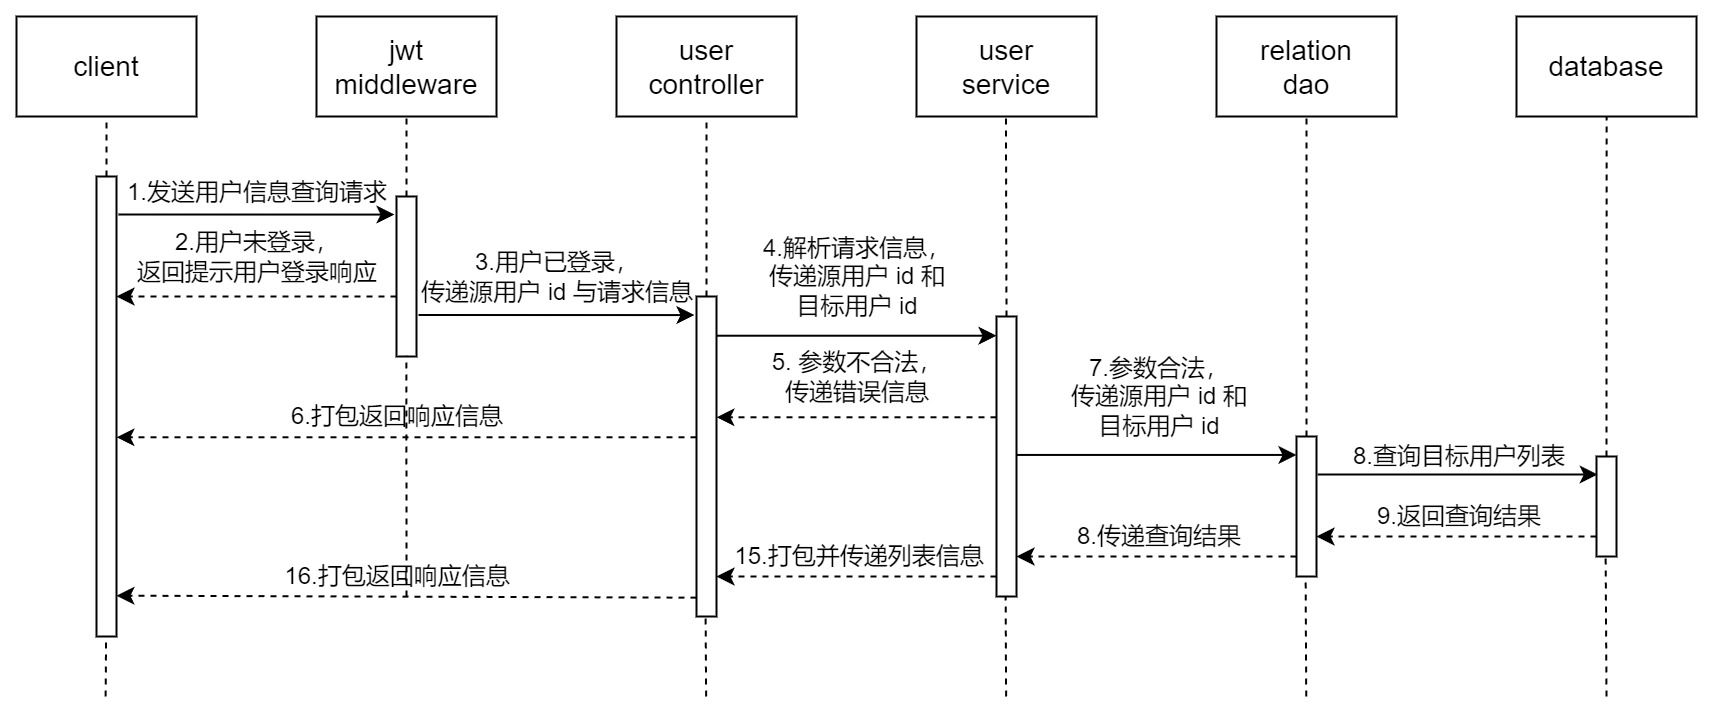 client
jwt
middleware
user
controller
user
service
relation
dao
database
1.发送用户信息查询请求
2.用户未登录，
返回提示用户登录响应
3.用户已登录，
传递源用户 id 与请求信息
4.解析请求信息，
传递源用户 id 和
目标用户 id
5. 参数不合法，
传递错误信息
6.打包返回响应信息
7.参数合法，
传递源用户 id 和
目标用户 id
8.查询目标用户列表
9.返回查询结果
8.传递查询结果
15.打包并传递列表信息
16.打包返回响应信息